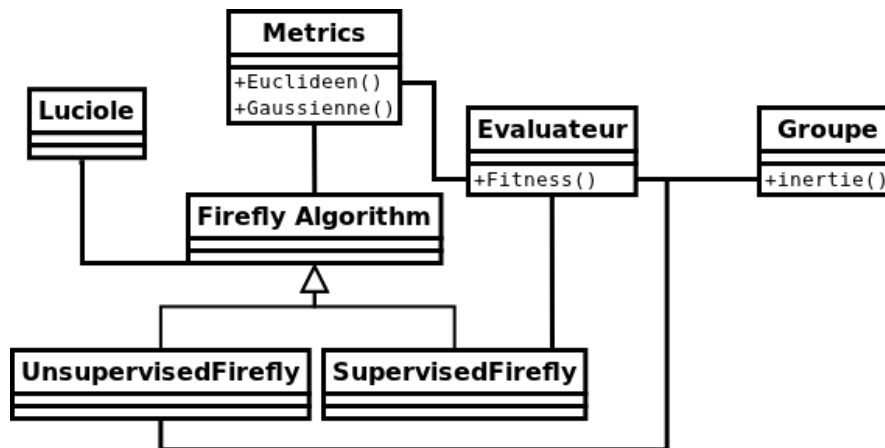 Metrics
+Euclideen()
+Gaussienne()
Luciole
Evaluateur
+Fitness()
Groupe
+inertie()
Firefly Algorithm
UnsupervisedFirefly
SupervisedFirefly